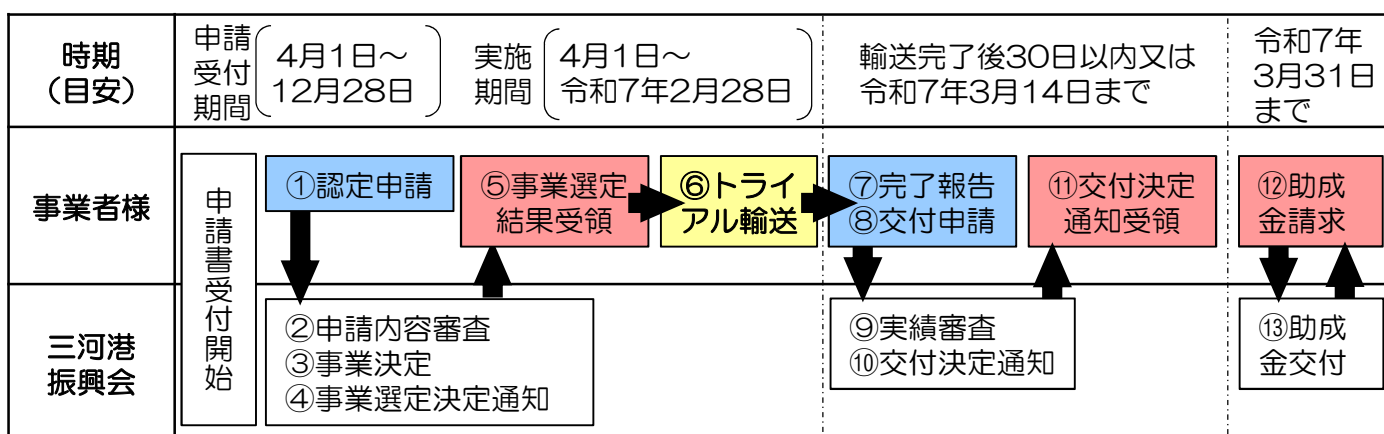 時期
（目安）
申請
受付
期間
4月1日～
12月28日
実施
期間
4月1日～
令和7年2月28日
輸送完了後30日以内又は
令和7年3月14日まで
令和7年
3月31日
まで
事業者様
申請書受付開始
①認定申請
⑤事業選定
結果受領
⑥トライ
アル輸送
⑦完了報告
⑧交付申請
⑪交付決定
通知受領
⑫助成
金請求
三河港
振興会
②申請内容審査
③事業決定
④事業選定決定通知
⑨実績審査
⑩交付決定通知
⑬助成
金交付